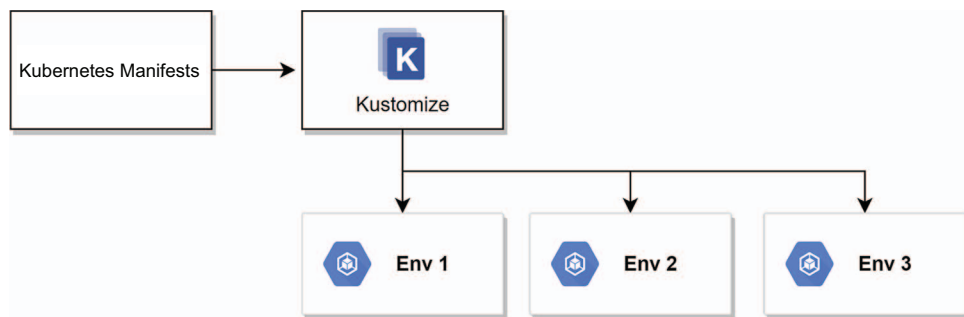 Kubernetes Manifests
K
Kustomize
Env 1
Env 2
Env 3